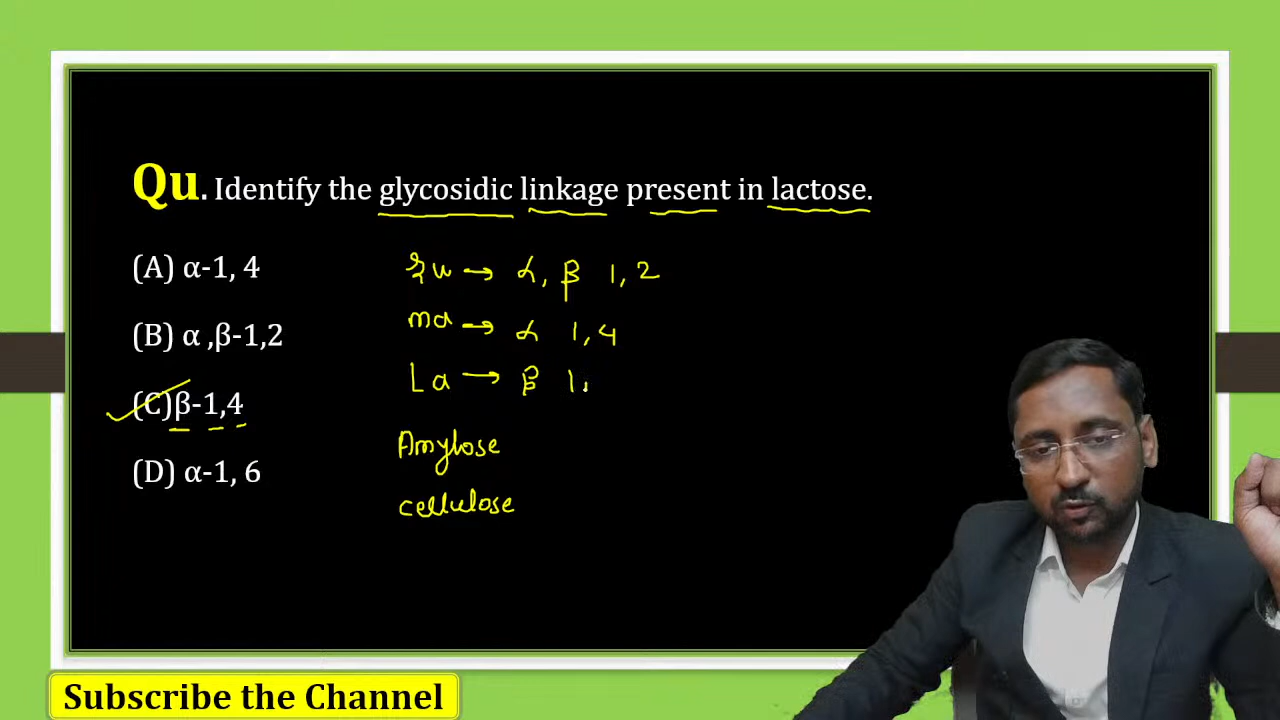 Qu. Identify the glycosidic linkage present in lactose.
(A) α-1, 4
(B) α ,β-1,2
(C)β-1,4
(D) α-1, 6
→ α, β 1,2
ma → α 1,4
La → β 1,
Amylose
cellulose
Subscribe the Channel